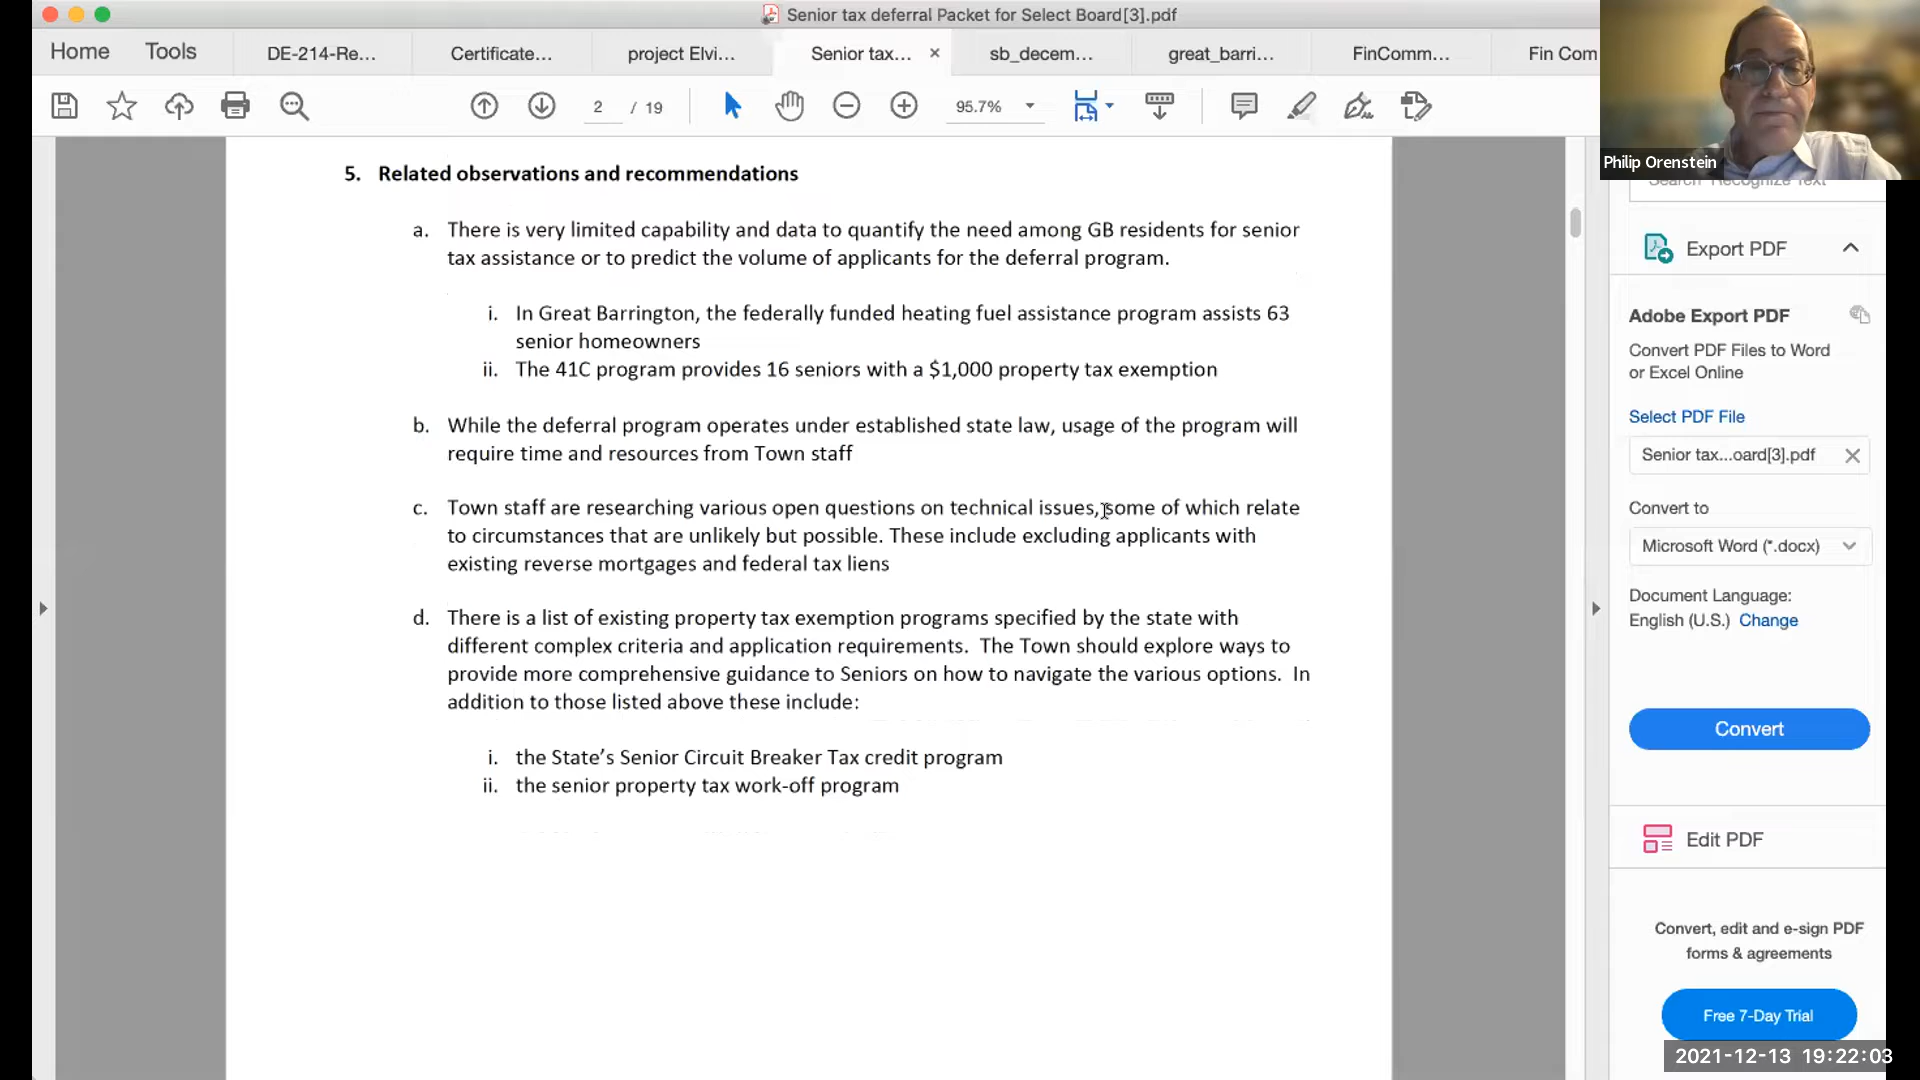 Senior tax deferral Packet for Select Board[3].pdf
Home Tools DE-214-Re... Certificate... project Elvi... Senior tax... × sb_decem... great_barri... FinComm... Fin Com
2 / 19 95.7%
Philip Orenstein
Search 'Recognize Text'
5. Related observations and recommendations
a. There is very limited capability and data to quantify the need among GB residents for senior
tax assistance or to predict the volume of applicants for the deferral program.
i. In Great Barrington, the federally funded heating fuel assistance program assists 63
senior homeowners
ii. The 41C program provides 16 seniors with a $1,000 property tax exemption
b. While the deferral program operates under established state law, usage of the program will
require time and resources from Town staff
c. Town staff are researching various open questions on technical issues, some of which relate
to circumstances that are unlikely but possible. These include excluding applicants with
existing reverse mortgages and federal tax liens
d. There is a list of existing property tax exemption programs specified by the state with
different complex criteria and application requirements. The Town should explore ways to
provide more comprehensive guidance to Seniors on how to navigate the various options. In
addition to those listed above these include:
i. the State's Senior Circuit Breaker Tax credit program
ii. the senior property tax work-off program
Export PDF
Adobe Export PDF
Convert PDF Files to Word
or Excel Online
Select PDF File
Senior tax...oard[3].pdf
Convert to
Microsoft Word (*.docx)
Document Language:
English (U.S.) Change
Convert
Edit PDF
Convert, edit and e-sign PDF
forms & agreements
Free 7-Day Trial
2021-12-13 19:22:03